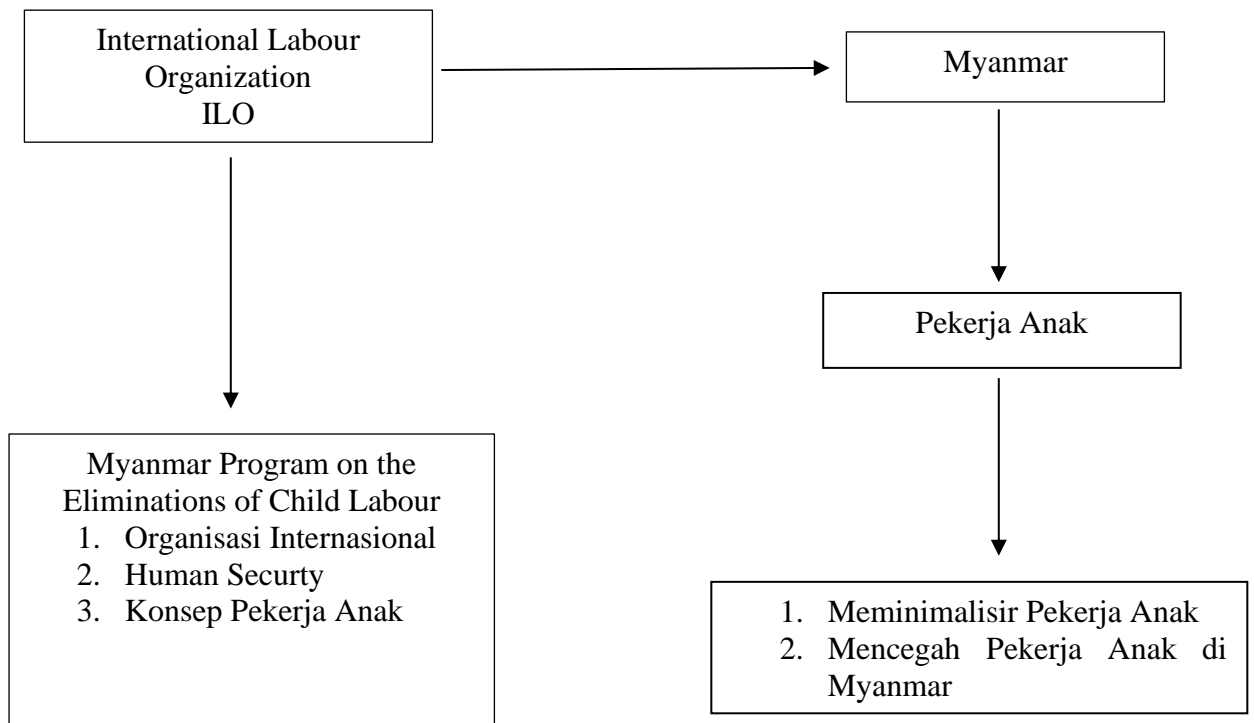 International Labour
Organization
ILO
Myanmar
Pekerja Anak
Myanmar Program on the
Eliminations of Child Labour
1. Organisasi Internasional
2. Human Securty
3. Konsep Pekerja Anak
1. Meminimalisir Pekerja Anak
2. Mencegah Pekerja Anak di
Myanmar